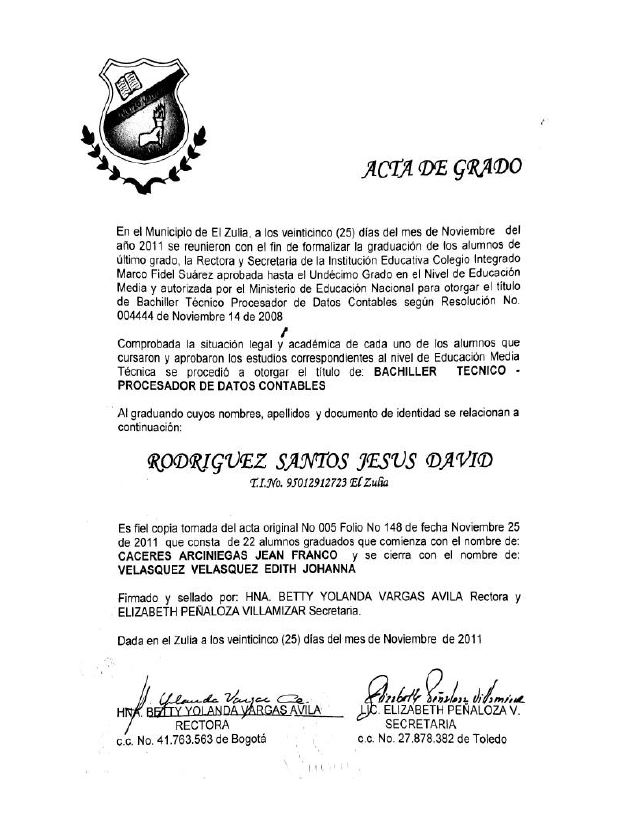 ACTA DE GRADO
En el Municipio de El Zulia, a los veinticinco (25) días del mes de Noviembre del
año 2011 se reunieron con el fin de formalizar la graduación de los alumnos de
último grado, la Rectora y Secretaria de la Institución Educativa Colegio Integrado
Marco Fidel Suárez aprobada hasta el Undécimo Grado en el Nivel de Educación
Media y autorizada por el Ministerio de Educación Nacional para otorgar el título
de Bachiller Técnico Procesador de Datos Contables según Resolución No.
004444 de Noviembre 14 de 2008
Comprobada la situación legal y académica de cada uno de los alumnos que
cursaron y aprobaron los estudios correspondientes al nivel de Educación Media
Técnica se procedió a otorgar el título de: BACHILLER TECNICO -
PROCESADOR DE DATOS CONTABLES
Al graduando cuyos nombres, apellidos y documento de identidad se relacionan a
continuación:
RODRIGUEZ SANTOS JESUS DAVID
T.I.No. 95012912723 El Zulia
Es fiel copia tomada del acta original No 005 Folio No 148 de fecha Noviembre 25
de 2011 que consta de 22 alumnos graduados que comienza con el nombre de:
CACERES ARCINIEGAS JEAN FRANCO y se cierra con el nombre de:
VELASQUEZ VELASQUEZ EDITH JOHANNA
Firmado y sellado por: HNA. BETTY YOLANDA VARGAS AVILA Rectora y
ELIZABETH PEÑALOZA VILLAMIZAR Secretaria.
Dada en el Zulia a los veinticinco (25) días del mes de Noviembre de 2011
HNA. BETTY YOLANDA VARGAS AVILA
RECTORA
c.c. No. 41.763.563 de Bogotá
LIC. ELIZABETH PEÑALOZA V.
SECRETARIA
c.c. No. 27.878.382 de Toledo